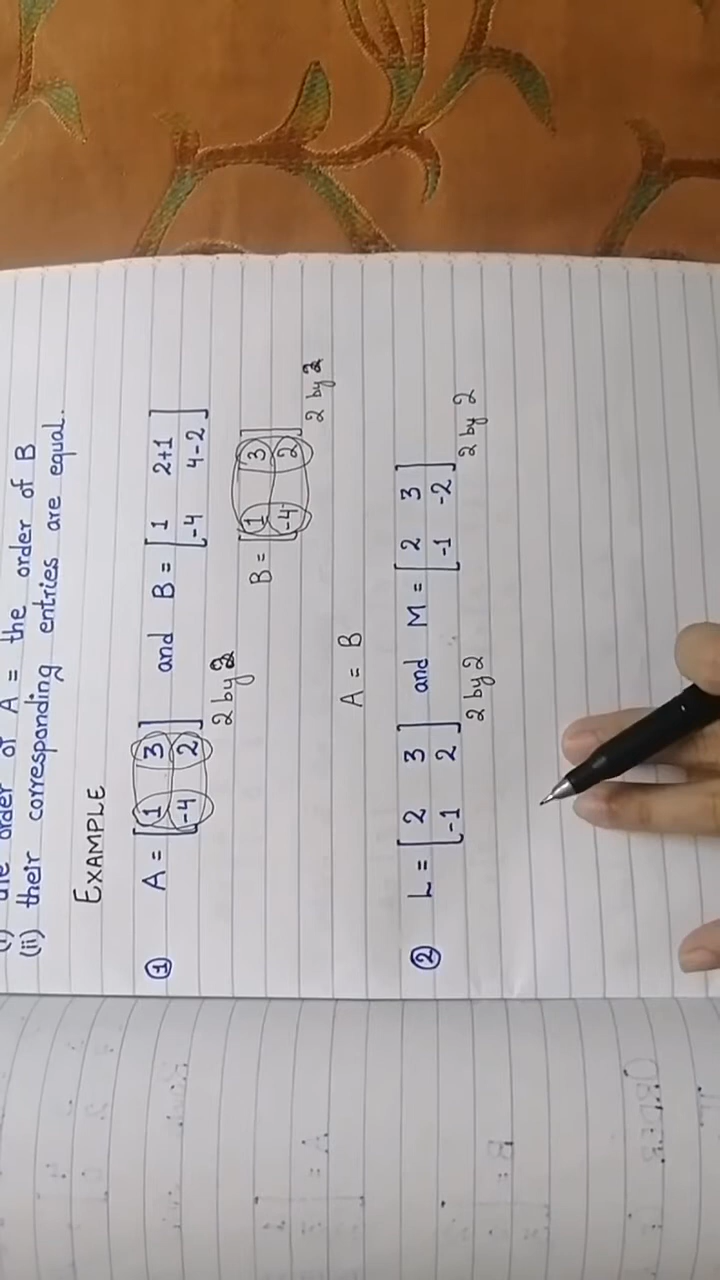 (i) the order of A = the order of B
(ii) their corresponding entries are equal.
EXAMPLE
① A = [1 3 and B = [1 2+1
-4 2] -4 4-2]
2 by 2
B = [1 3
-4 2]
2 by 2
A = B
② L = [2 3 and M = [2 3
-1 2] -1 -2]
2 by 2 2 by 2